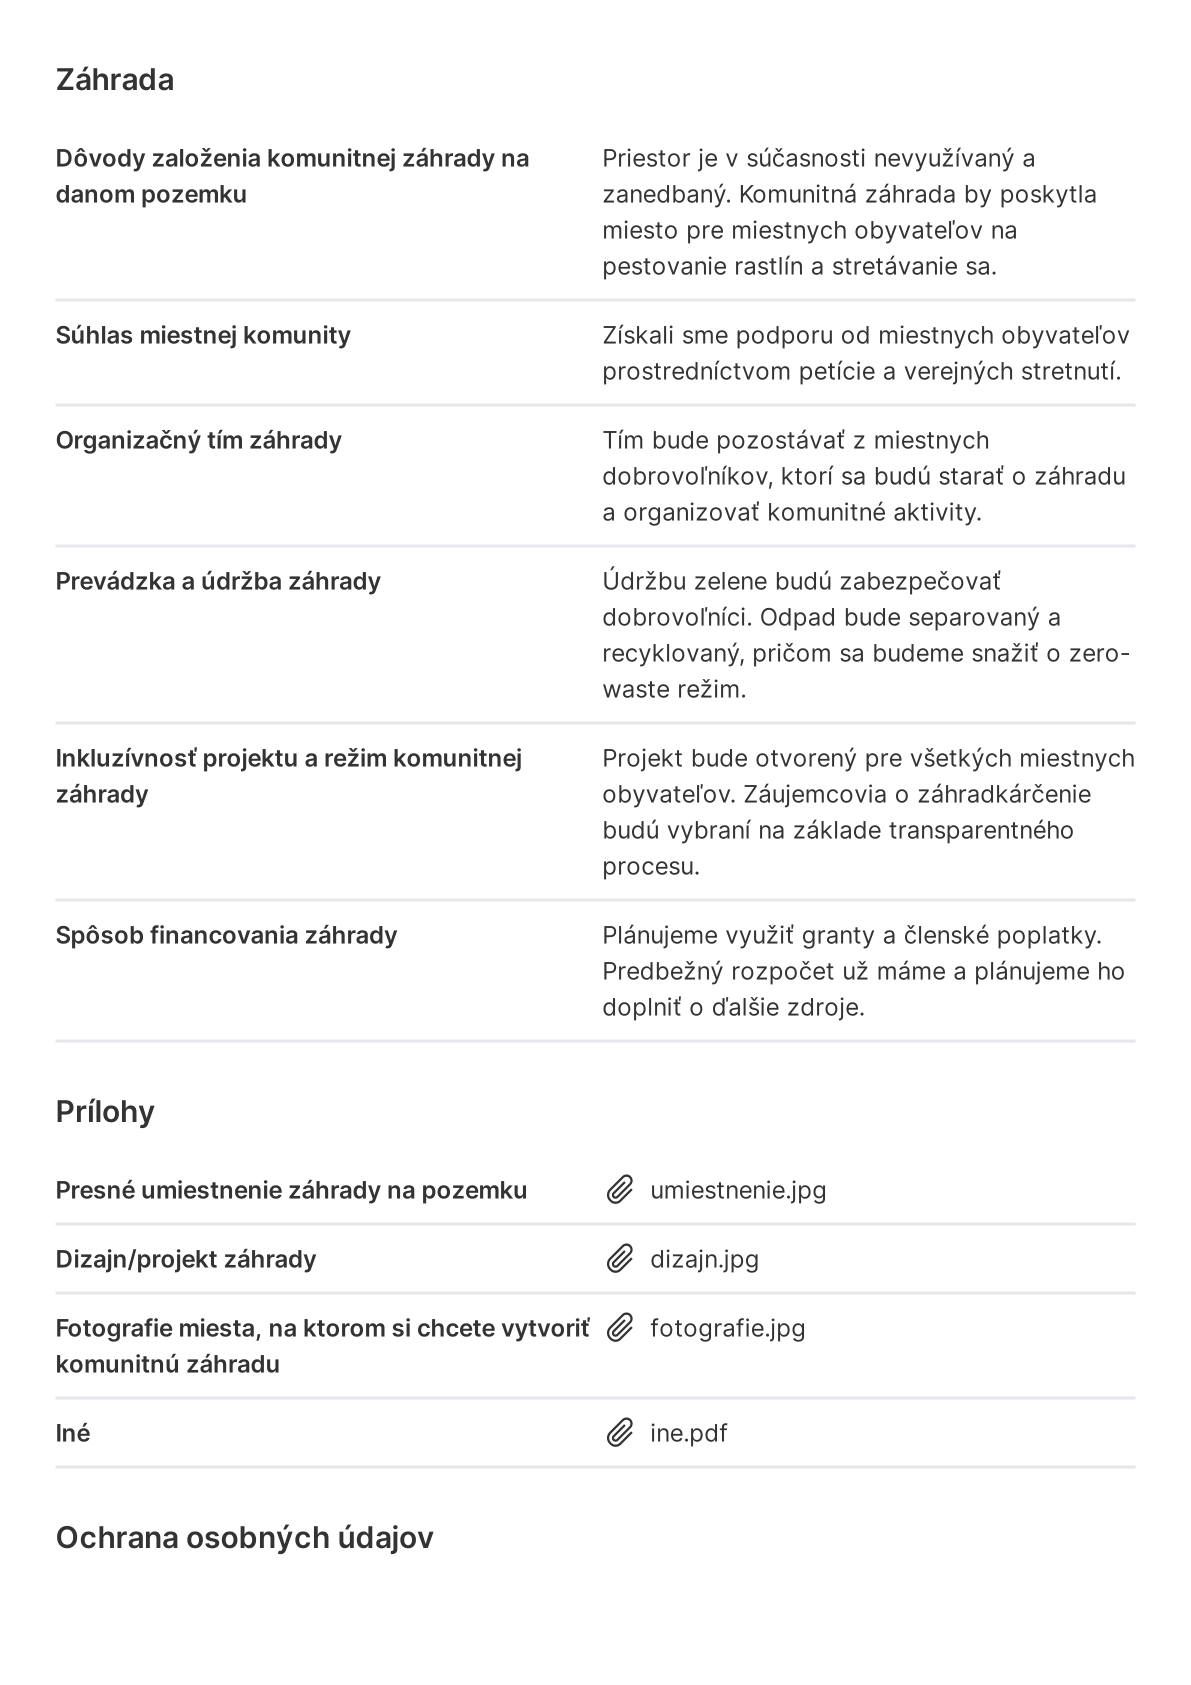 Záhrada
Dôvody založenia komunitnej záhrady na
danom pozemku
Priestor je v súčasnosti nevyužívaný a
zanedbaný. Komunitná záhrada by poskytla
miesto pre miestnych obyvateľov na
pestovanie rastlín a stretávanie sa.
Súhlas miestnej komunity
Získali sme podporu od miestnych obyvateľov
prostredníctvom petície a verejných stretnutí.
Organizačný tím záhrady
Tím bude pozostávať z miestnych
dobrovoľníkov, ktorí sa budú starať o záhradu
a organizovať komunitné aktivity.
Prevádzka a údržba záhrady
Údržbu zelene budú zabezpečovať
dobrovoľníci. Odpad bude separovaný a
recyklovaný, pričom sa budeme snažiť o zero-
waste režim.
Inkluzívnosť projektu a režim komunitnej
záhrady
Projekt bude otvorený pre všetkých miestnych
obyvateľov. Záujemcovia o záhradkárčenie
budú vybraní na základe transparentného
procesu.
Spôsob financovania záhrady
Plánujeme využiť granty a členské poplatky.
Predbežný rozpočet už máme a plánujeme ho
doplniť o ďalšie zdroje.
Prílohy
Presné umiestnenie záhrady na pozemku
umiestnenie.jpg
Dizajn/projekt záhrady
dizajn.jpg
Fotografie miesta, na ktorom si chcete vytvoriť
komunitnú záhradu
fotografie.jpg
Iné
ine.pdf
Ochrana osobných údajov